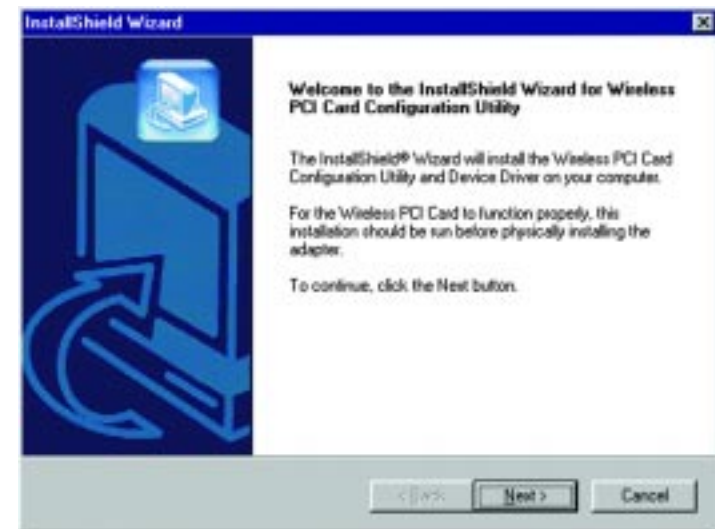 InstallShield Wizard
Welcome to the InstallShield Wizard for Wireless
PCI Card Configuration Utility
The InstallShield® Wizard will install the Wireless PCI Card
Configuration Utility and Device Driver on your computer.
For the Wireless PCI Card to function properly, this
installation should be run before physically installing the
adapter.
To continue, click the Next button.
< Back
Next >
Cancel